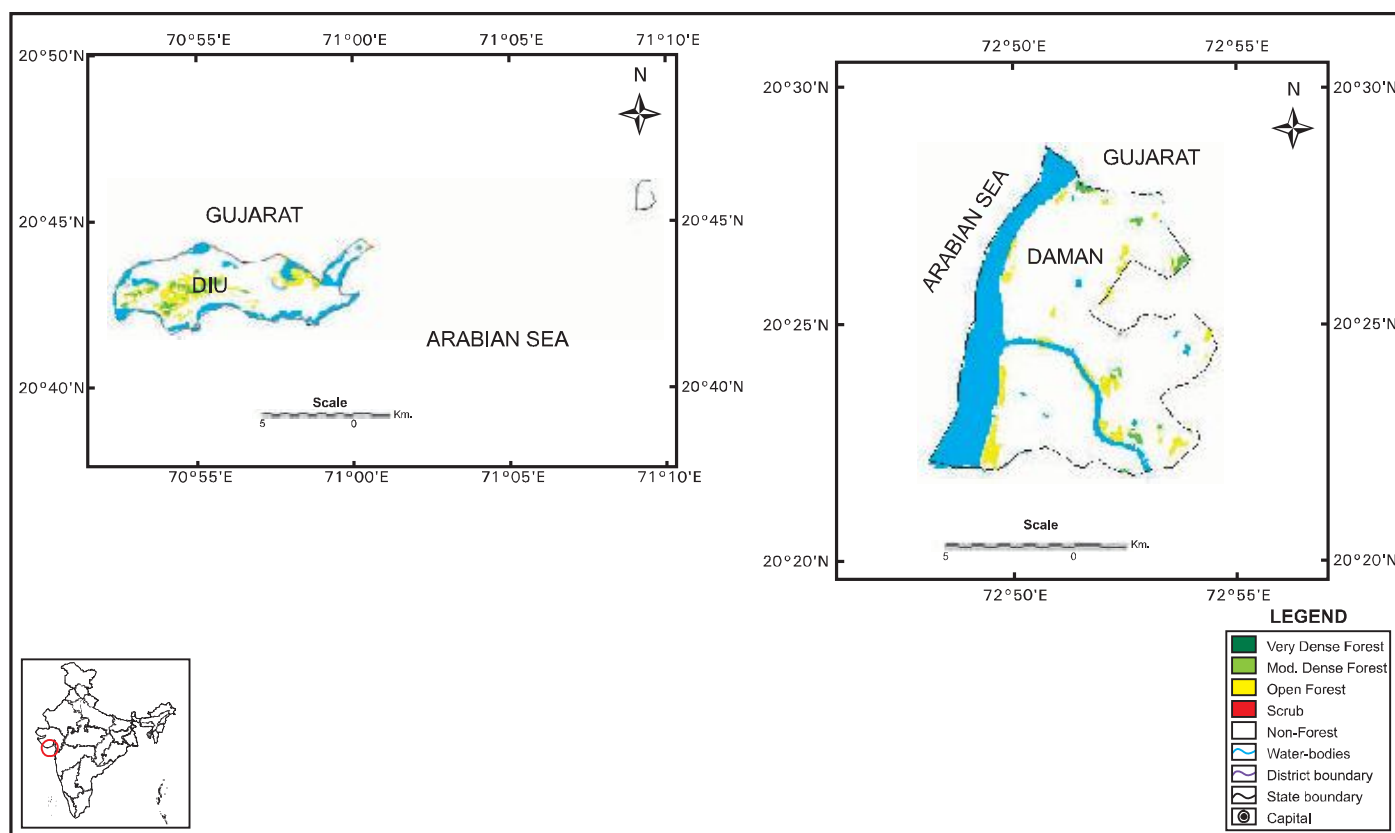 70°55'E 71°00'E 71°05'E 71°10'E
20°50'N 20°50'N
N
20°45'N 20°45'N
GUJARAT
DIU
ARABIAN SEA
20°40'N 20°40'N
Scale
5 0 Km.
70°55'E 71°00'E 71°05'E 71°10'E
72°50'E 72°55'E
20°30'N 20°30'N
N
GUJARAT
ARABIAN SEA
DAMAN
20°25'N 20°25'N
Scale
5 0 Km.
20°20'N 20°20'N
72°50'E 72°55'E
LEGEND
Very Dense Forest
Mod. Dense Forest
Open Forest
Scrub
Non-Forest
Water-bodies
District boundary
State boundary
Capital